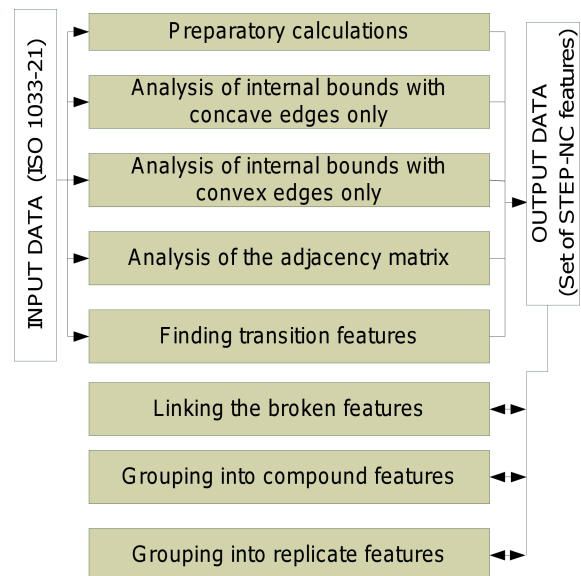 INPUT DATA (ISO 1033-21)
Preparatory calculations
Analysis of internal bounds with
concave edges only
Analysis of internal bounds with
convex edges only
Analysis of the adjacency matrix
Finding transition features
Linking the broken features
Grouping into compound features
Grouping into replicate features
OUTPUT DATA
(Set of STEP-NC features)